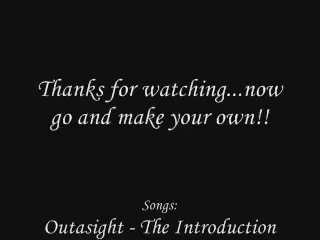 Thanks for watching...now
go and make your own!!
Songs:
Outasight - The Introduction